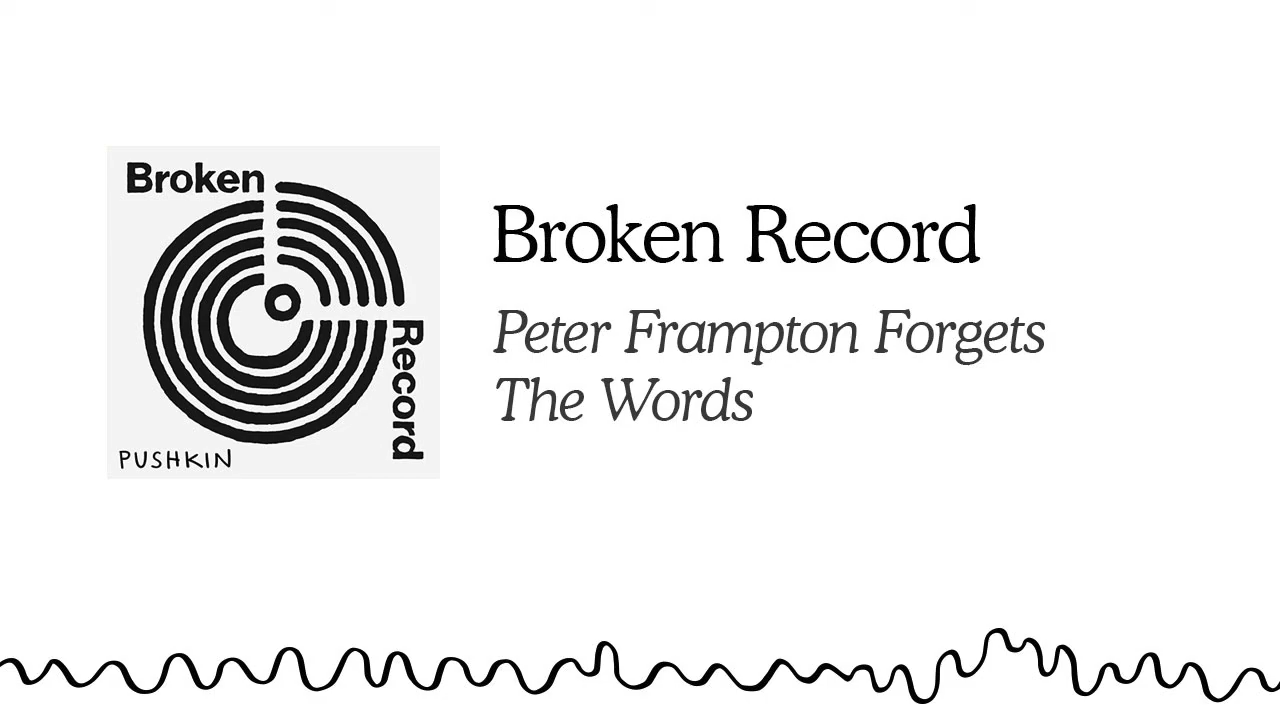 Broken
Record
PUSHKIN
Broken Record
Peter Frampton Forgets
The Words